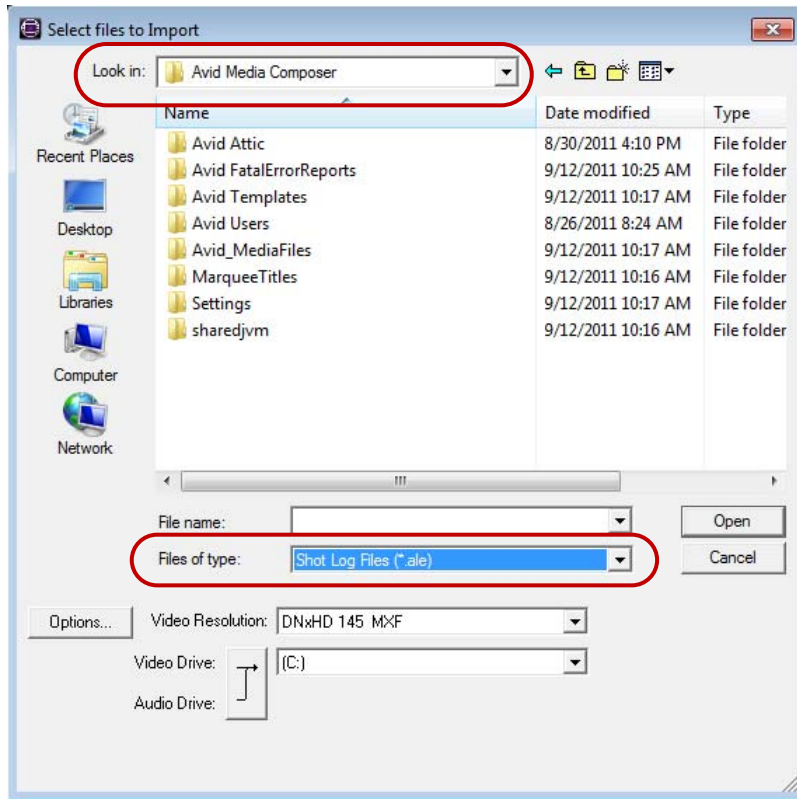 Select files to Import
Look in: Avid Media Composer
Name Date modified Type
Avid Attic 8/30/2011 4:10 PM File folder
Avid FatalErrorReports 9/12/2011 10:25 AM File folder
Avid Templates 9/12/2011 10:17 AM File folder
Avid Users 8/26/2011 8:24 AM File folder
Avid_MediaFiles 9/12/2011 10:17 AM File folder
MarqueeTitles 9/12/2011 10:16 AM File folder
Settings 9/12/2011 10:17 AM File folder
sharedjvm 9/12/2011 10:16 AM File folder
Recent Places
Desktop
Libraries
Computer
Network
File name: Open
Files of type: Shot Log Files (*.ale) Cancel
Options... Video Resolution: DNxHD 145 MXF
Video Drive: (C:)
Audio Drive: